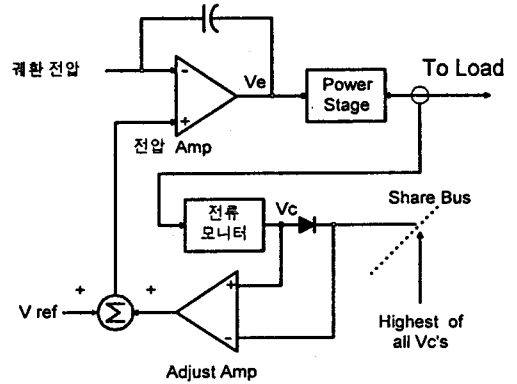 궤환 전압
-
+
Ve
전압 Amp
Power
Stage
To Load
전류
모니터
Vc
Share Bus
+
+
V ref
Σ
+
-
Adjust Amp
Highest of
all Vc's